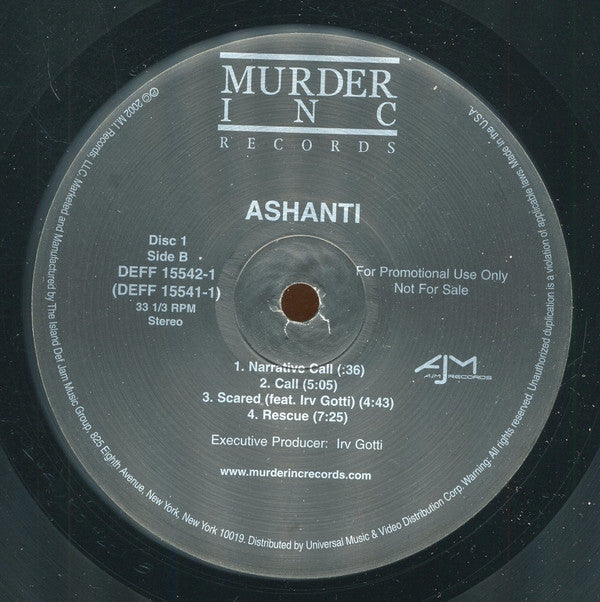 MURDER
INC
RECORDS
ASHANTI
Disc 1
Side B
DEFF 15542-1
(DEFF 15541-1)
33 1/3 RPM
Stereo
For Promotional Use Only
Not For Sale
1. Narrative Call (:36)
2. Call (5:05)
3. Scared (feat. Irv Gotti) (4:43)
4. Rescue (7:25)
AJM
AJM RECORDS
Executive Producer: Irv Gotti
www.murderincrecords.com
℗© 2002 M.I. Records, LLC. Marketed and Manufactured by The Island Def Jam Music Group, 825 Eighth Avenue, New York, New York 10019. Distributed by Universal Music & Video Distribution Corp. Warning: All rights reserved. Unauthorized duplication is a violation of applicable laws. Made in the U.S.A.